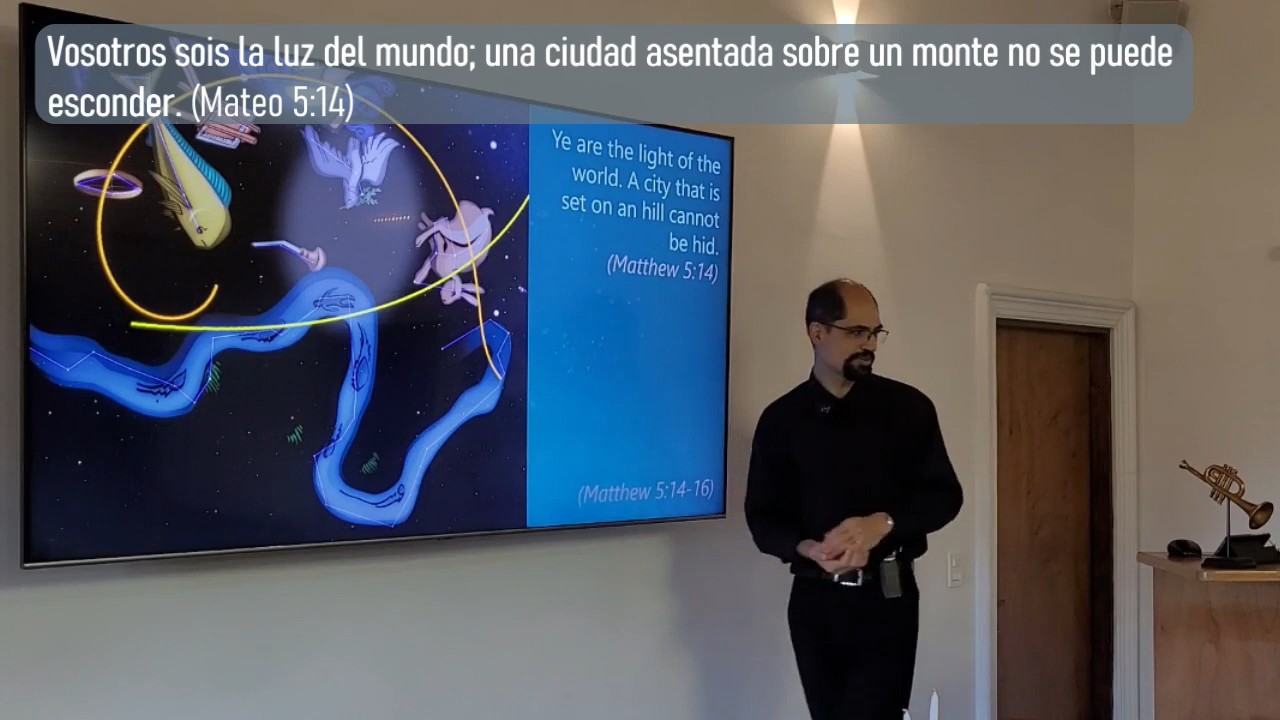 Vosotros sois la luz del mundo; una ciudad asentada sobre un monte no se puede
esconder. (Mateo 5:14)
Ye are the light of the
world. A city that is
set on an hill cannot
be hid.
(Matthew 5:14)
(Matthew 5:14-16)